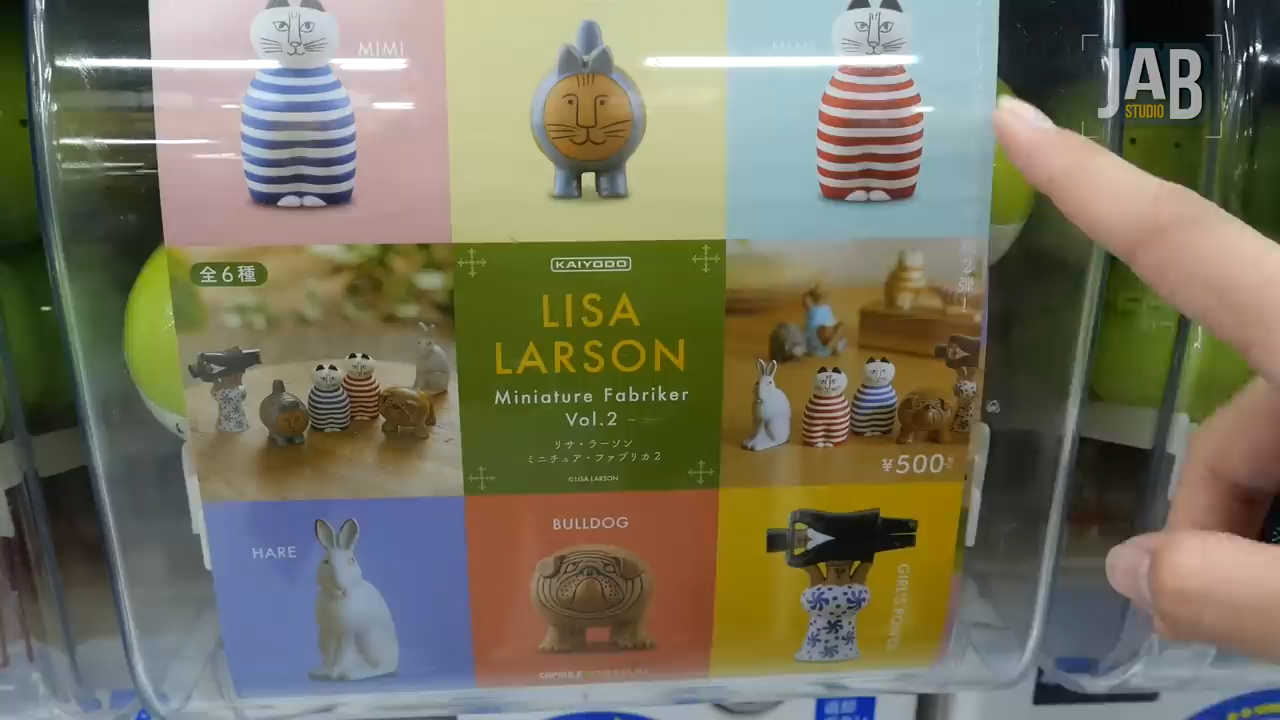 MIMI
MIMI
JAB
STUDIO
全6種
KAIYODO
LISA
LARSON
Miniature Fabriker
Vol.2
リサ・ラーソン
ミニチュア・ファブリカ2
©LISA LARSON
第2弾!
¥500
HARE
BULLDOG
CAPSULE